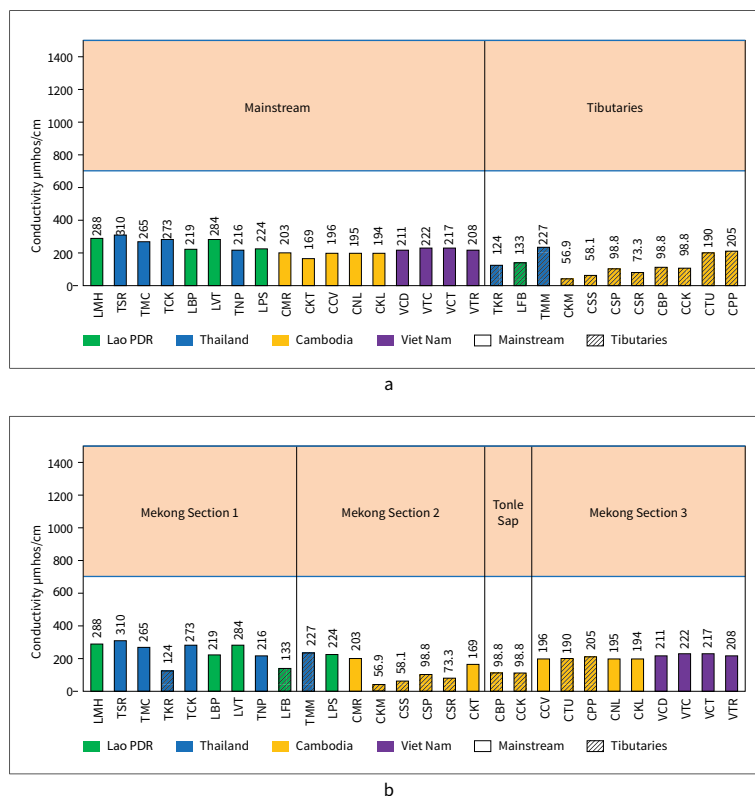 1400
1200
1000
800
600
400
200
0
Conductivity µmhos/cm
Mainstream
Tibutaries
288 310 265 273 219 284 216 224 203 169 196 195 194 211 222 217 208 124 133 227 56.9 58.1 98.8 73.3 98.8 98.8 190 205
LMH TSR TMC TCK LBP LVT TNP LPS CMR CKT CCV CNL CKL VCD VTC VCT VTR TKR LFB TMM CKM CSS CSP CSR CBP CCK CTU CPP
Lao PDR Thailand Cambodia Viet Nam Mainstream Tibutaries
a
1400
1200
1000
800
600
400
200
0
Conductivity µmhos/cm
Mekong Section 1
Mekong Section 2
Tonle
Sap
Mekong Section 3
288 310 265 124 273 219 284 216 133 227 224 203 56.9 58.1 98.8 73.3 169 98.8 98.8 196 190 205 195 194 211 222 217 208
LMH TSR TMC TKR TCK LBP LVT TNP LFB TMM LPS CMR CKM CSS CSP CSR CKT CBP CCK CCV CTU CPP CNL CKL VCD VTC VCT VTR
Lao PDR Thailand Cambodia Viet Nam Mainstream Tibutaries
b